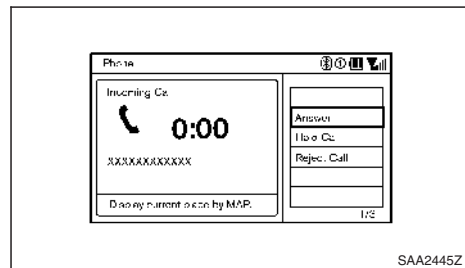 Phone
Incoming Call
0:00
XXXXXXXXXXXX
Display current place by MAP.
Answer
Hold Call
Reject Call
1/3
SAA2445Z